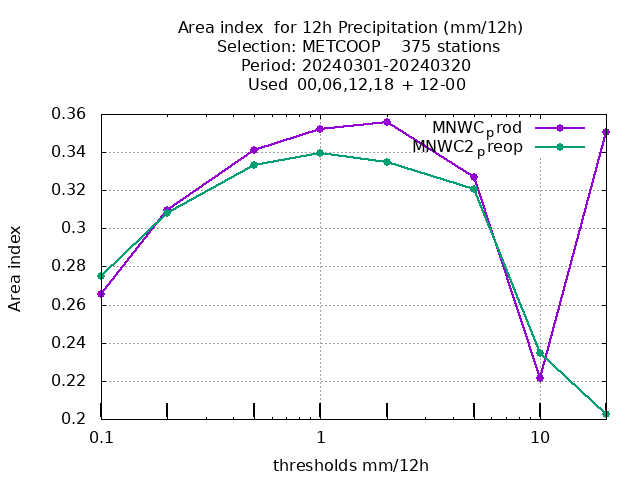 Area index  for 12h Precipitation (mm/12h)
Selection: METCOOP    375 stations
Period: 20240301-20240320
Used 00,06,12,18 + 12-00
MNWCprod
MNWC2preop
0.36
0.34
0.32
0.3
0.28
0.26
0.24
0.22
0.2
Area index
0.1
1
10
thresholds mm/12h